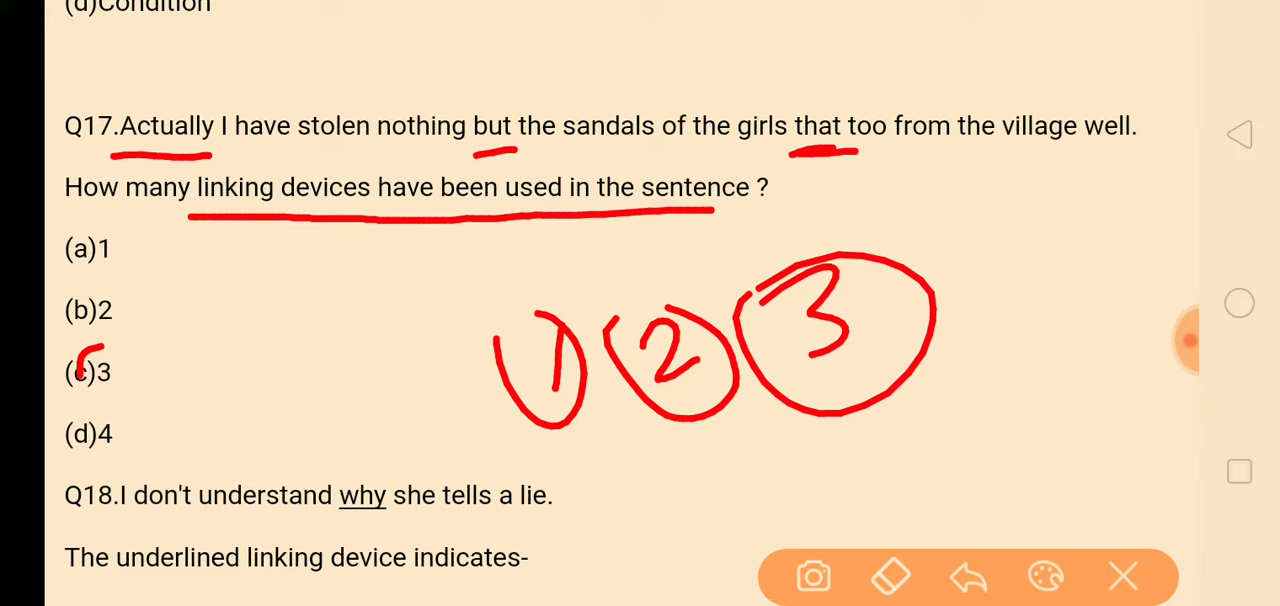 (d)Condition
Q17.Actually I have stolen nothing but the sandals of the girls that too from the village well.
How many linking devices have been used in the sentence ?
(a)1
(b)2
(c)3
1 2 3
(d)4
Q18.I don't understand why she tells a lie.
The underlined linking device indicates-